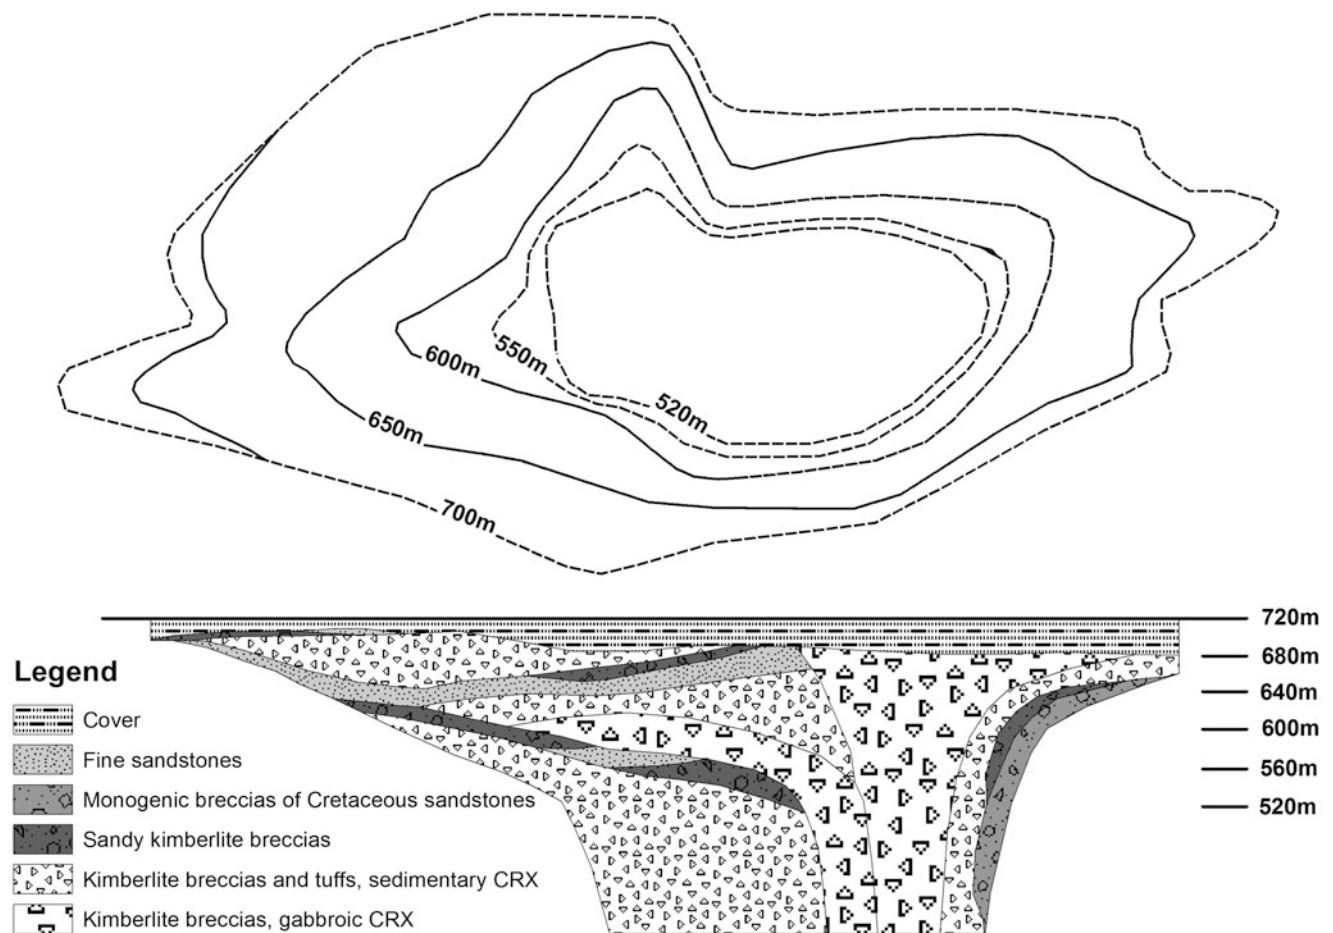 600m
550m
520m
650m
700m
720m
680m
640m
600m
560m
520m
Legend
Cover
Fine sandstones
Monogenic breccias of Cretaceous sandstones
Sandy kimberlite breccias
Kimberlite breccias and tuffs, sedimentary CRX
Kimberlite breccias, gabbroic CRX